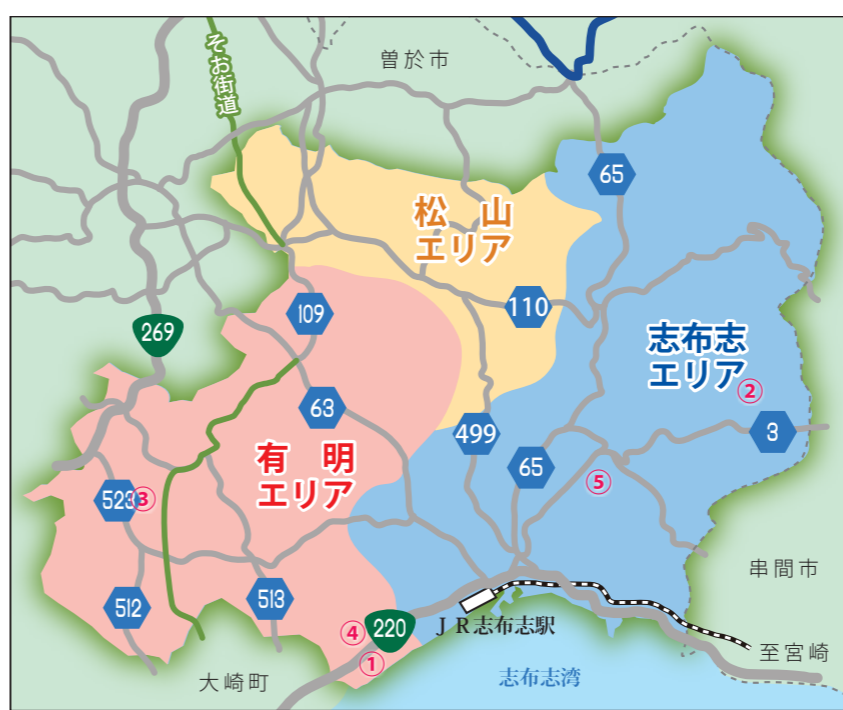 曽於市
そお街道
65
松　山
エリア
109
110
269
志布志
エリア
②
63
499
3
有　明
エリア
65
⑤
523
③
串間市
512
513
220
④
ＪＲ志布志駅
①
至宮崎
大崎町
志布志湾